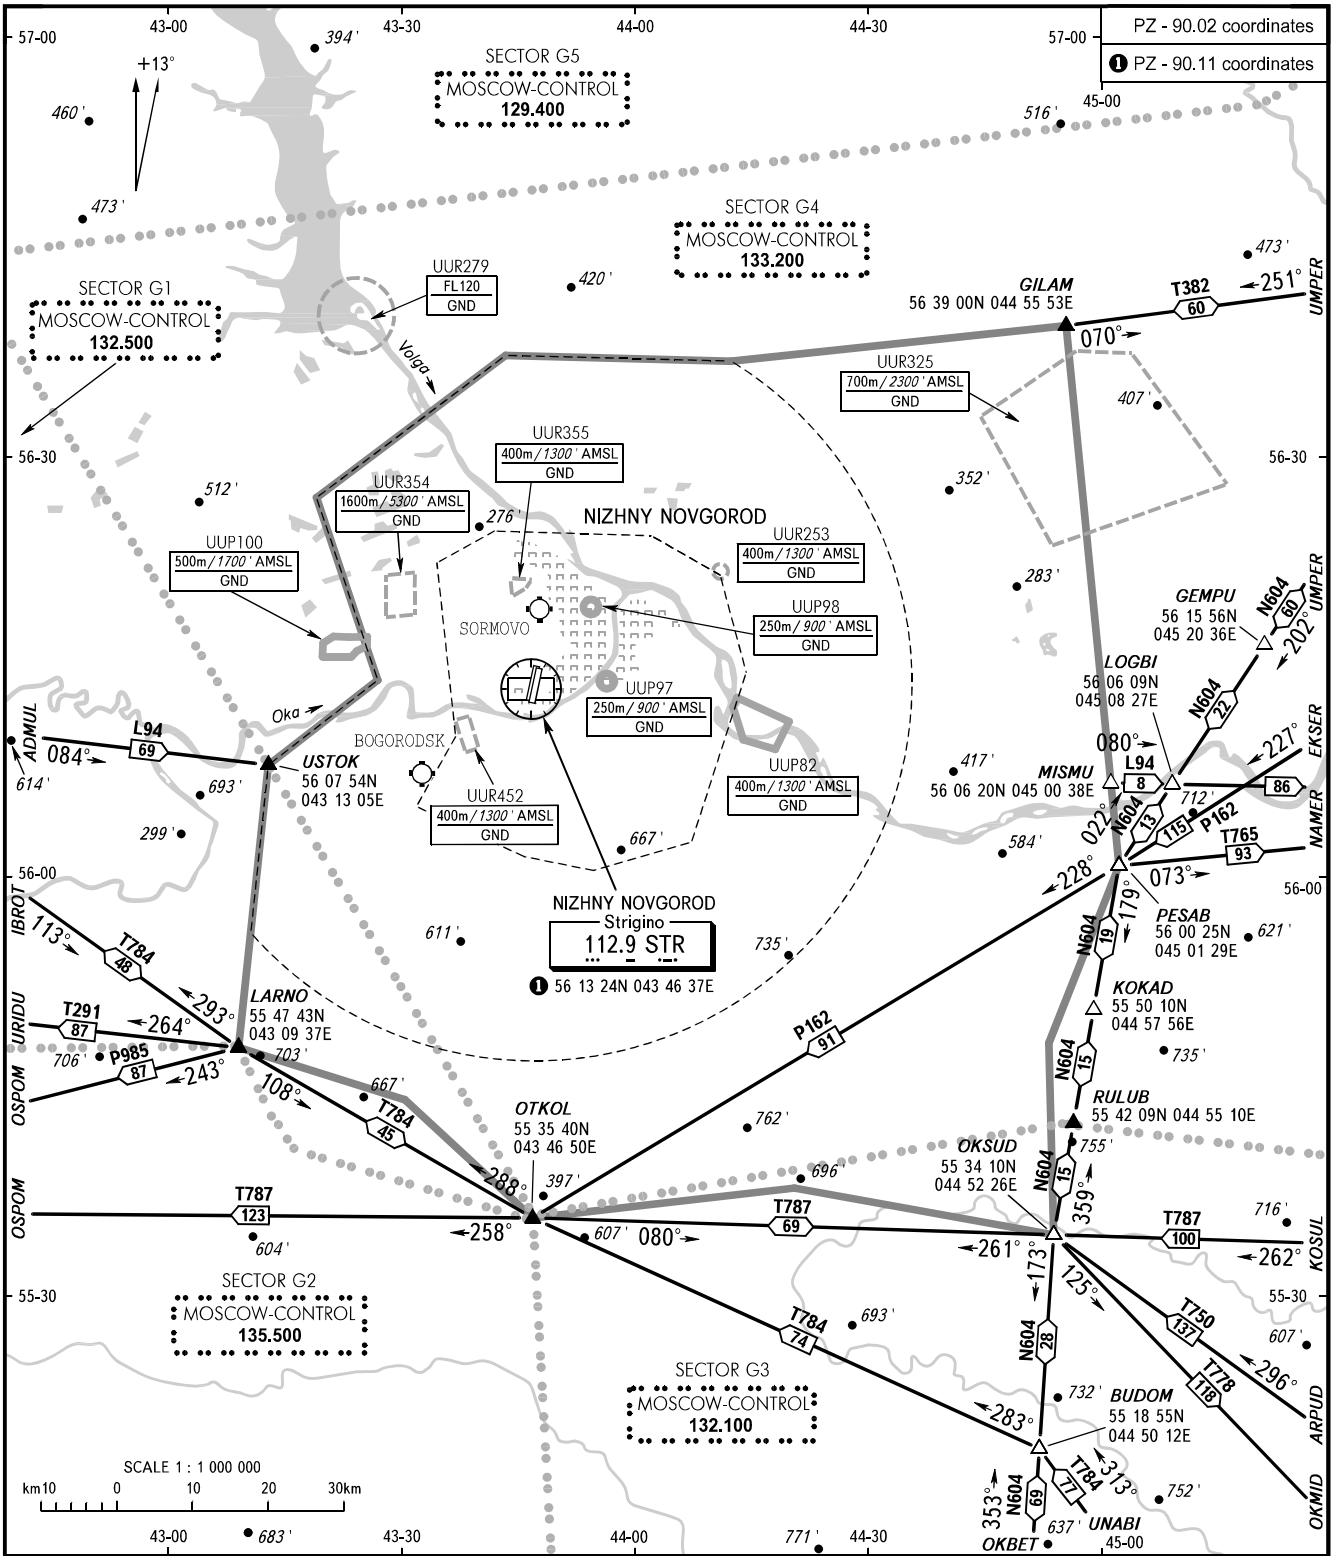 43-00
43-30
44-00
44-30
PZ - 90.02 coordinates
❶ PZ - 90.11 coordinates
57-00
57-00
45-00
+13°
394'
460'
473'
SECTOR G5
MOSCOW-CONTROL
129.400
516'
SECTOR G4
MOSCOW-CONTROL
133.200
473'
SECTOR G1
MOSCOW-CONTROL
132.500
UUR279
FL120
GND
420'
GILAM
56 39 00N 044 55 53E
T382
60
251°
070°
UMPER
Volga
UUR325
700m/2300' AMSL
GND
407'
56-30
56-30
UUR355
400m/1300' AMSL
GND
352'
512'
UUR354
1600m/5300' AMSL
GND
276'
NIZHNY NOVGOROD
UUP100
500m/1700' AMSL
GND
UUR253
400m/1300' AMSL
GND
283'
SORMOVO
UUP98
250m/900' AMSL
GND
GEMPU
56 15 56N
045 20 36E
N604
60
202°
UMPER
LOGBI
56 06 09N
045 08 27E
N604
22
UUP97
250m/900' AMSL
GND
ADMUL
L94
69
084°
Oka
BOGORODSK
USTOK
56 07 54N
043 13 05E
614'
693'
299'
UUR452
400m/1300' AMSL
GND
UUP82
400m/1300' AMSL
GND
417'
MISMU
56 06 20N 045 00 38E
080°
L94
8
227°
EKSER
86
NAMER
712'
P162
115
022°
N604
13
T765
93
073°
667'
584'
228°
56-00
56-00
NIZHNY NOVGOROD
Strigino
112.9 STR
❶ 56 13 24N 043 46 37E
IBROT
113°
T784
48
293°
611'
735'
179°
N604
19
PESAB
56 00 25N
045 01 29E
621'
URIDU
T291
87
264°
LARNO
55 47 43N
043 09 37E
KOKAD
55 50 10N
044 57 56E
706'
P985
87
243°
OSPOM
703'
P162
91
N604
15
735'
108°
667'
T784
45
OTKOL
55 35 40N
043 46 50E
762'
RULUB
55 42 09N 044 55 10E
755'
OKSUD
55 34 10N
044 52 26E
N604
15
359°
OSPOM
T787
123
258°
288°
397'
696'
604'
607'
080°
T787
69
261°
T787
100
262°
716'
KOSUL
173°
125°
SECTOR G2
MOSCOW-CONTROL
135.500
55-30
55-30
T784
74
693'
N604
28
T750
137
607'
296°
ARPUD
T778
118
OKMID
SECTOR G3
MOSCOW-CONTROL
132.100
732'
BUDOM
55 18 55N
044 50 12E
283°
313°
T784
77
UNABI
353°
N604
69
OKBET
752'
637'
SCALE 1 : 1 000 000
km10 0 10 20 30km
683'
771'
43-00
43-30
44-00
44-30
45-00